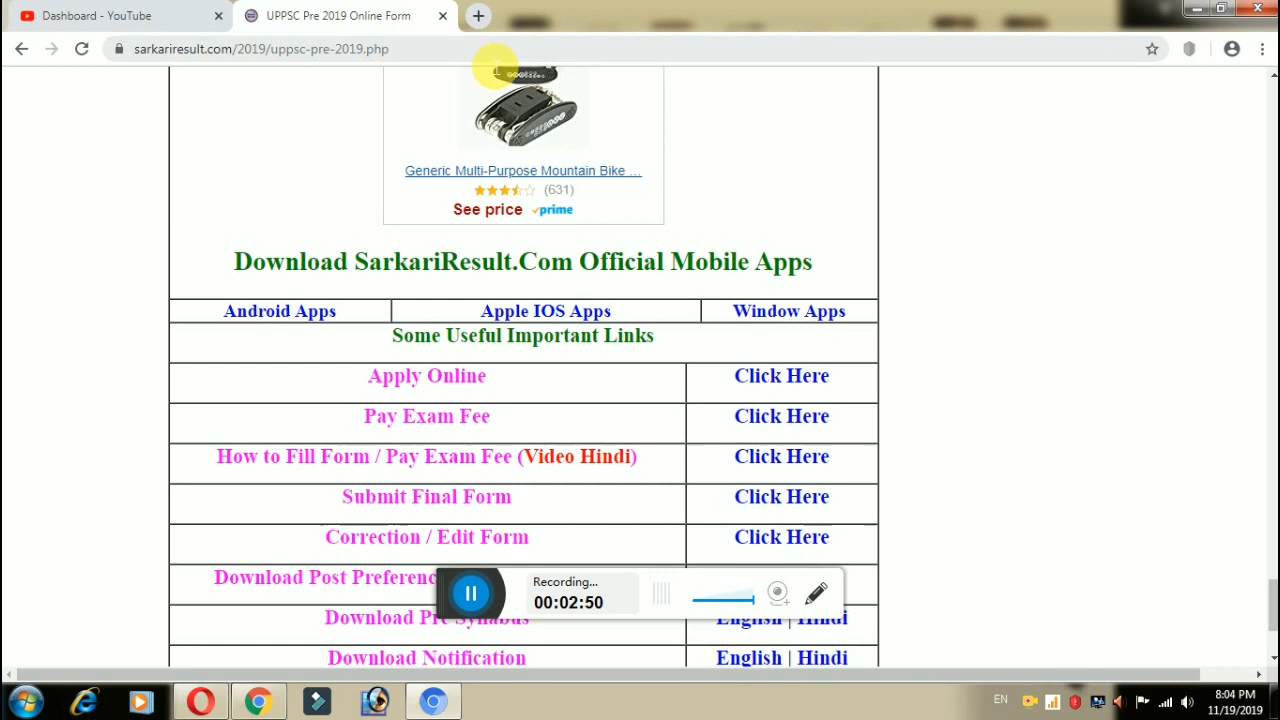 Dashboard - YouTube
UPPSC Pre 2019 Online Form
sarkariresult.com/2019/uppsc-pre-2019.php
Generic Multi-Purpose Mountain Bike ...
(631)
See price prime
Download SarkariResult.Com Official Mobile Apps
Android Apps Apple IOS Apps Window Apps
Some Useful Important Links
Apply Online Click Here
Pay Exam Fee Click Here
How to Fill Form / Pay Exam Fee (Video Hindi) Click Here
Submit Final Form Click Here
Correction / Edit Form Click Here
Download Post
Recording...
00:02:50
Download Pre Syllabus English | Hindi
Download Notification English | Hindi
EN
8:04 PM
11/19/2019